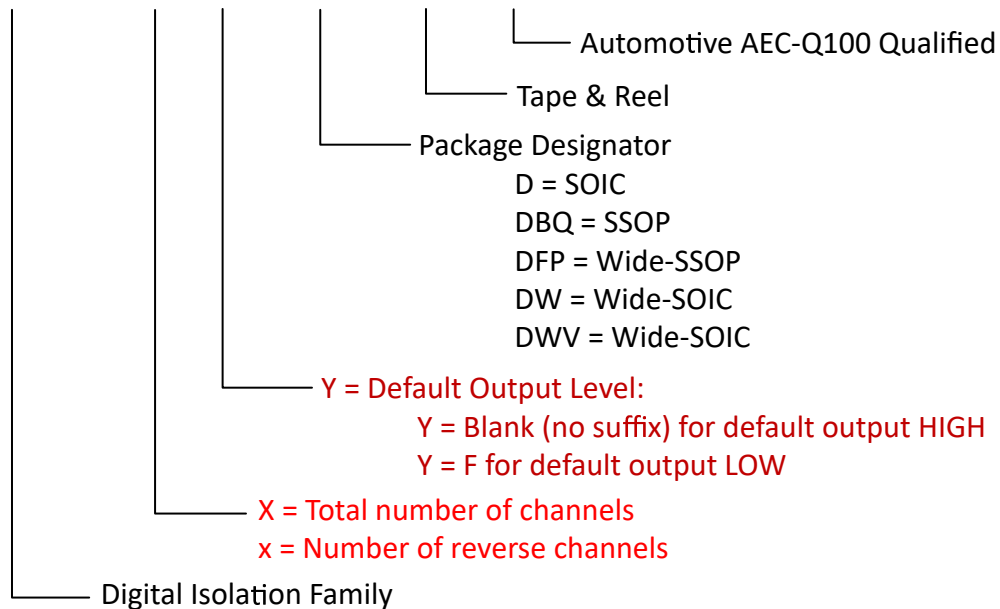 Automotive AEC-Q100 Qualified
Tape & Reel
Package Designator
D = SOIC
DBQ = SSOP
DFP = Wide-SSOP
DW = Wide-SOIC
DWV = Wide-SOIC
Y = Default Output Level:
Y = Blank (no suffix) for default output HIGH
Y = F for default output LOW
X = Total number of channels
x = Number of reverse channels
Digital Isolation Family